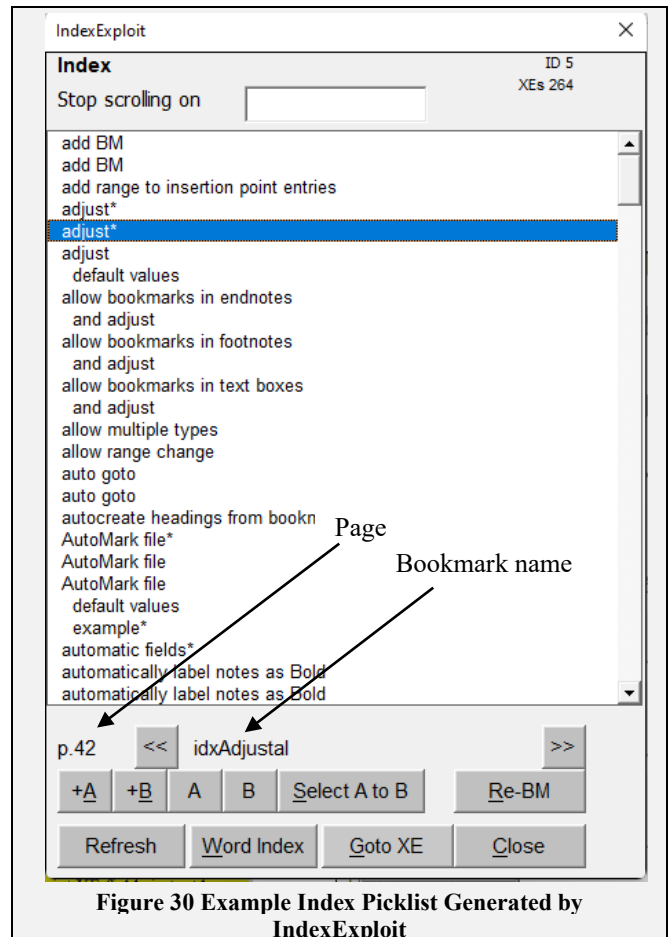 IndexExploit
Index
ID 5
Stop scrolling on
XEs 264
add BM
add BM
add range to insertion point entries
adjust*
adjust*
adjust
default values
allow bookmarks in endnotes
and adjust
allow bookmarks in footnotes
and adjust
allow bookmarks in text boxes
and adjust
allow multiple types
allow range change
auto goto
auto goto
autocreate headings from bookn
Page
AutoMark file*
AutoMark file
Bookmark name
AutoMark file
default values
example*
automatic fields*
automatically label notes as Bold
automatically label notes as Bold
p.42 << idxAdjustal >>
+A +B A B Select A to B Re-BM
Refresh Word Index Goto XE Close
Figure 30 Example Index Picklist Generated by
IndexExploit